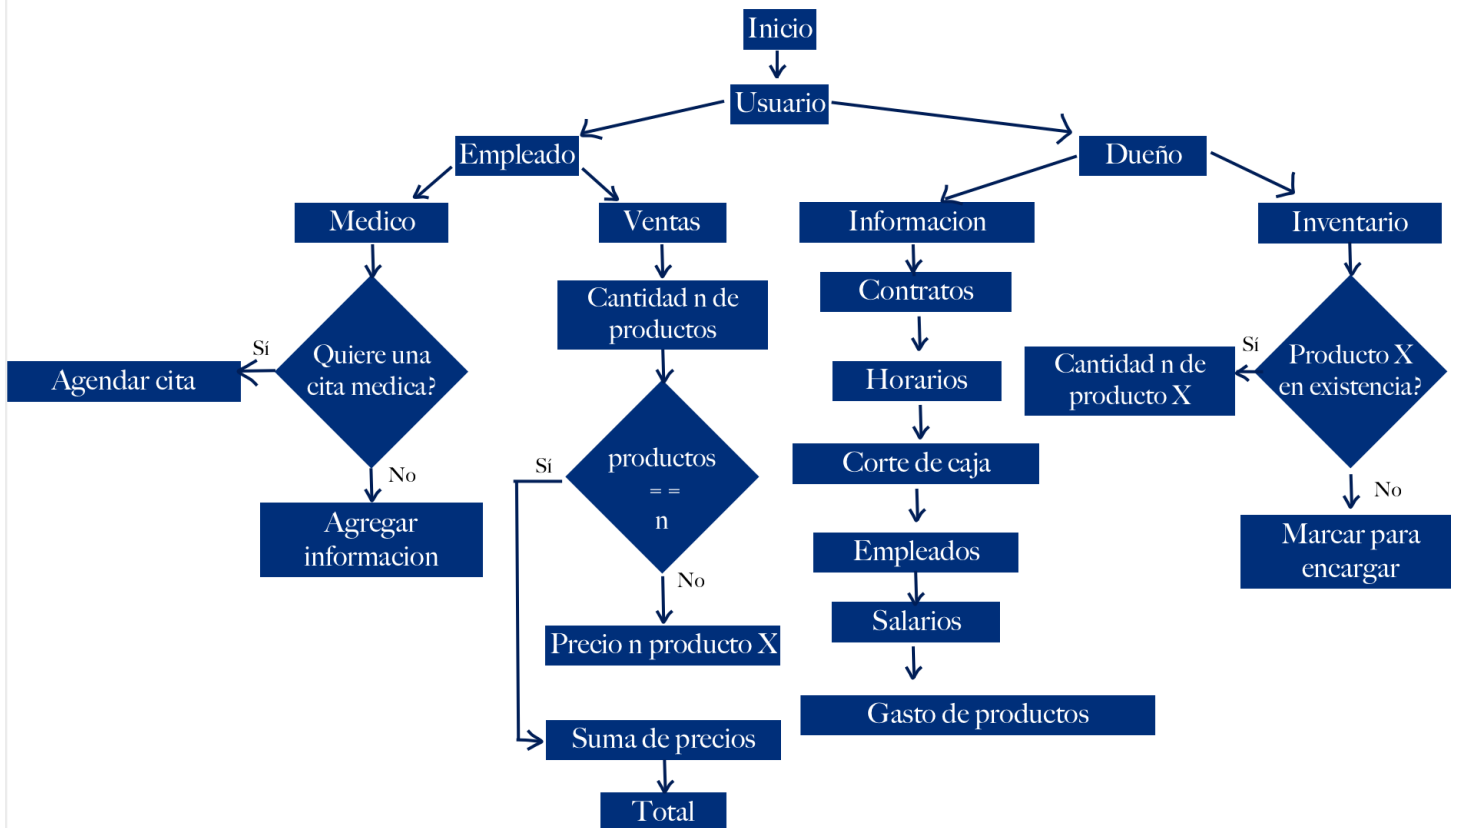 Inicio
Usuario
Empleado
Dueño
Medico
Ventas
Informacion
Inventario
Quiere una
cita medica?
Sí
Agendar cita
No
Agregar
informacion
Cantidad n de
productos
productos
= =
n
Sí
No
Precio n producto X
Suma de precios
Total
Contratos
Horarios
Corte de caja
Empleados
Salarios
Gasto de productos
Producto X
en existencia?
Sí
Cantidad n de
producto X
No
Marcar para
encargar